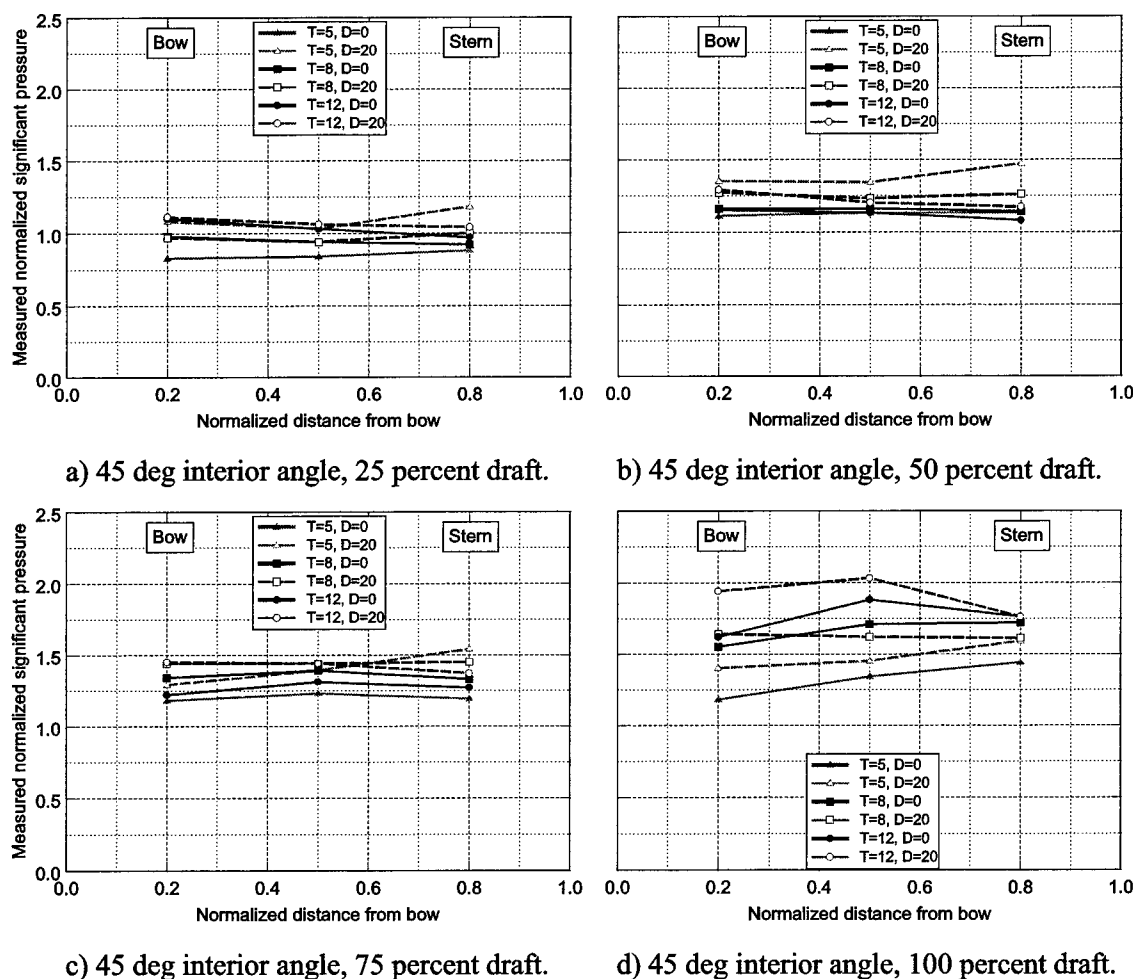 Measured normalized significant pressure
2.5
2.0
1.5
1.0
0.5
0.0
Bow
Stern
T=5, D=0
T=5, D=20
T=8, D=0
T=8, D=20
T=12, D=0
T=12, D=20
0.0 0.2 0.4 0.6 0.8 1.0
Normalized distance from bow
a) 45 deg interior angle, 25 percent draft.
Bow
Stern
T=5, D=0
T=5, D=20
T=8, D=0
T=8, D=20
T=12, D=0
T=12, D=20
0.0 0.2 0.4 0.6 0.8 1.0
Normalized distance from bow
b) 45 deg interior angle, 50 percent draft.
Measured normalized significant pressure
2.5
2.0
1.5
1.0
0.5
0.0
Bow
Stern
T=5, D=0
T=5, D=20
T=8, D=0
T=8, D=20
T=12, D=0
T=12, D=20
0.0 0.2 0.4 0.6 0.8 1.0
Normalized distance from bow
c) 45 deg interior angle, 75 percent draft.
Bow
Stern
T=5, D=0
T=5, D=20
T=8, D=0
T=8, D=20
T=12, D=0
T=12, D=20
0.0 0.2 0.4 0.6 0.8 1.0
Normalized distance from bow
d) 45 deg interior angle, 100 percent draft.